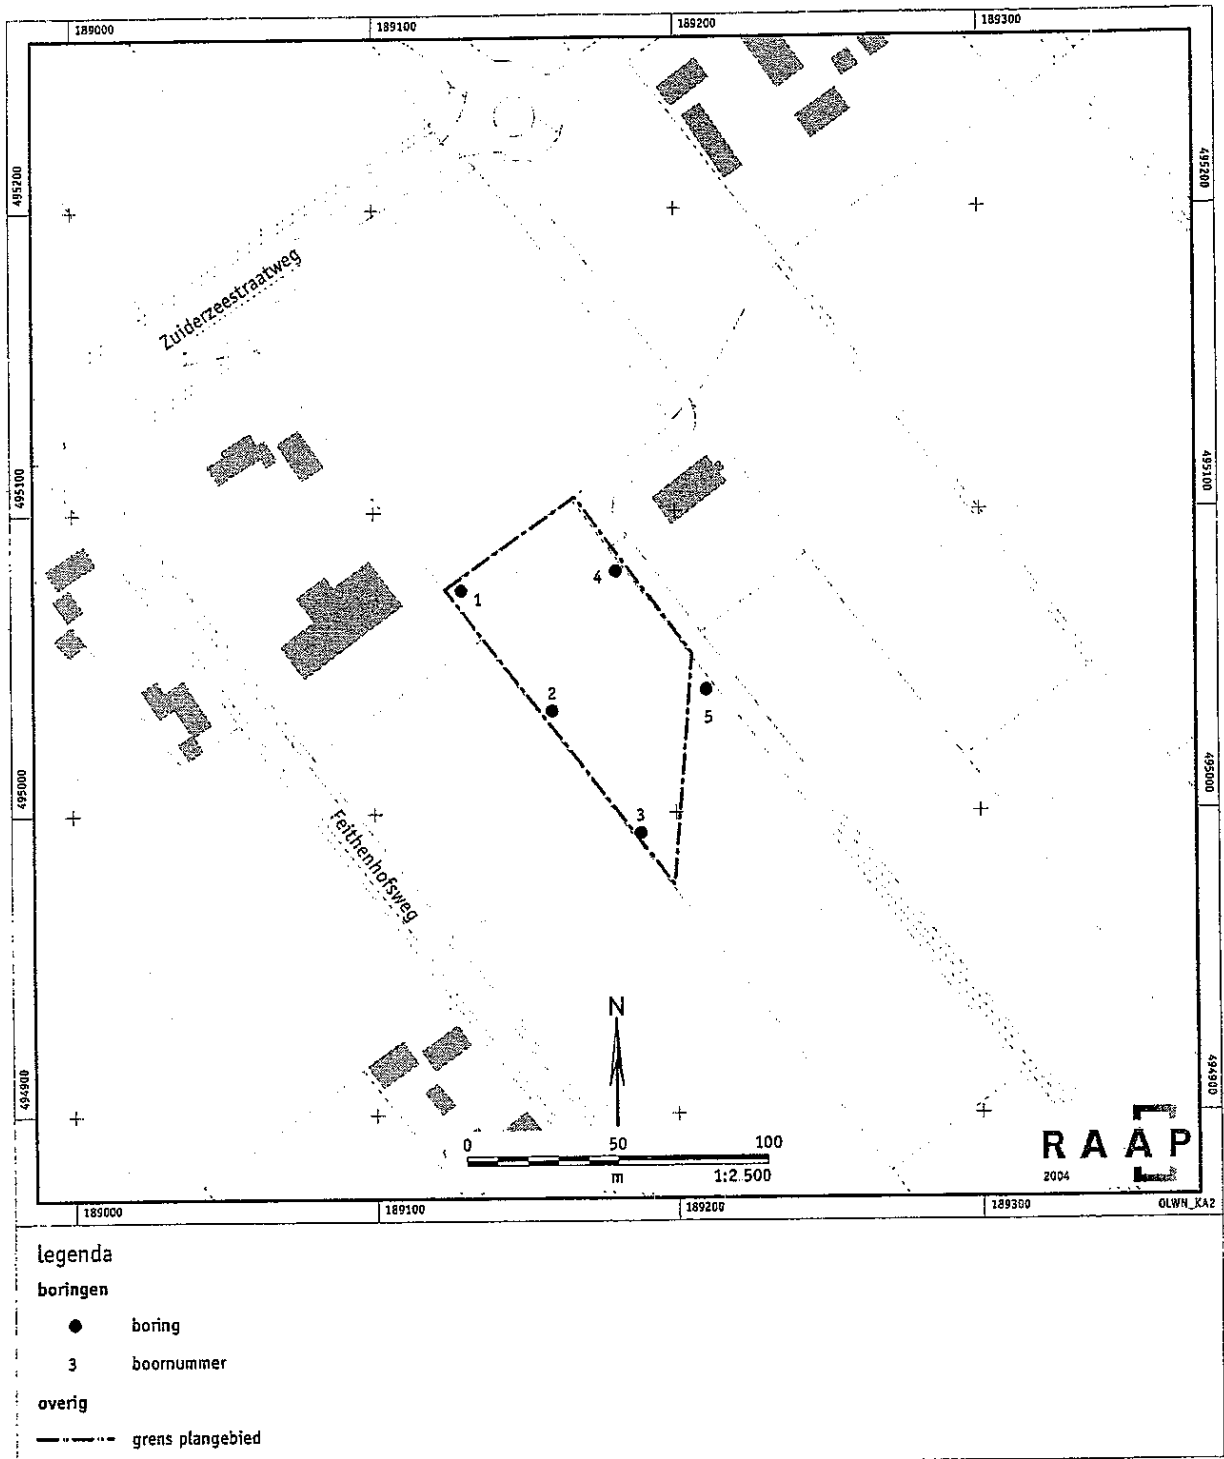 189000 189100 189200 189300
495200 495200
Zuiderzeestraatweg
495100 495100
4
1
2
5
495000 495000
3
Feithenhofsweg
N
494900 494900
0 50 100
m 1:2.500
RAAP
2004
OLWN_KA2
189000 189100 189200 189300
legenda
boringen
boring
3 boornummer
overig
grens plangebied